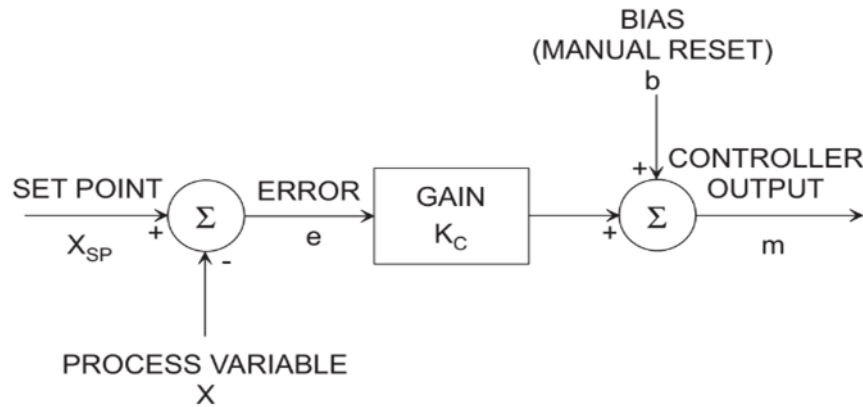 BIAS
(MANUAL RESET)
b
+
CONTROLLER
OUTPUT
SET POINT
ERROR
GAIN
K_C
Σ
Σ
+
+
X_SP
-
e
m
PROCESS VARIABLE
X